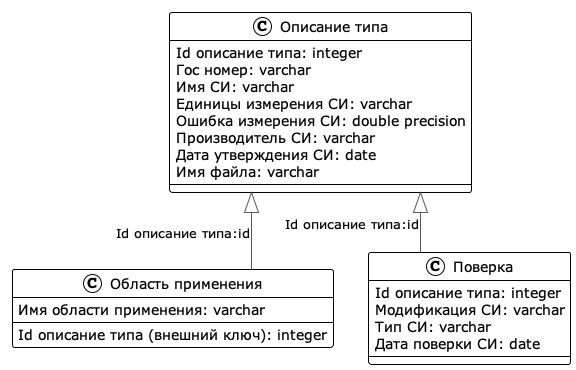 C Описание типа
Id описание типа: integer
Гос номер: varchar
Имя СИ: varchar
Единицы измерения СИ: varchar
Ошибка измерения СИ: double precision
Производитель СИ: varchar
Дата утверждения СИ: date
Имя файла: varchar
Id описание типа:id
Id описание типа:id
C Область применения
Имя области применения: varchar
Id описание типа (внешний ключ): integer
C Поверка
Id описание типа: integer
Модификация СИ: varchar
Тип СИ: varchar
Дата поверки СИ: date